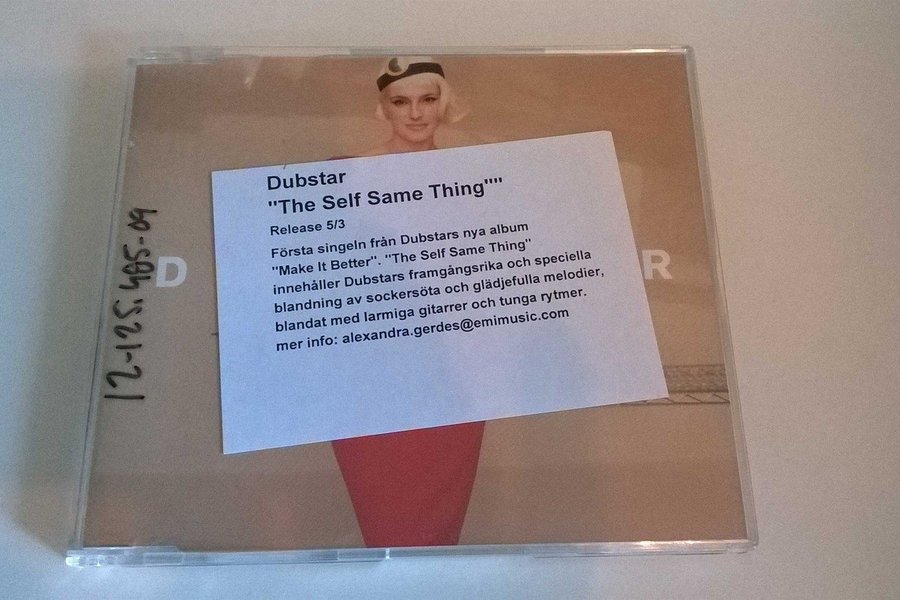 Dubstar
"The Self Same Thing""
Release 5/3
Första singeln från Dubstars nya album
"Make It Better". "The Self Same Thing"
innehåller Dubstars framgångsrika och speciella
blandning av sockersöta och glädjefulla melodier,
blandat med larmiga gitarrer och tunga rytmer.
mer info: alexandra.gerdes@emimusic.com
12-125.485-09
D
R